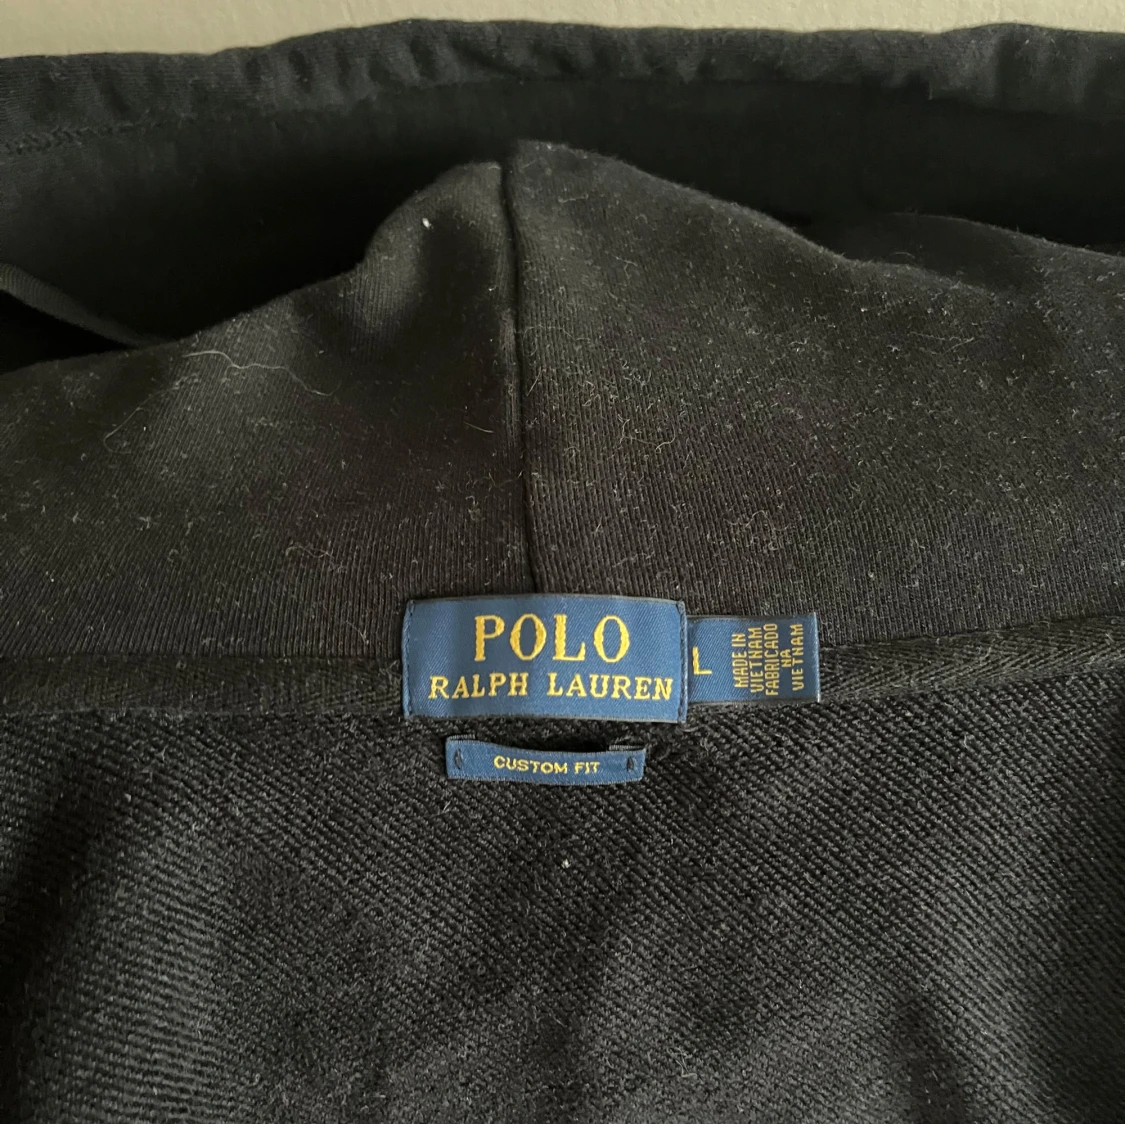 POLO
RALPH LAUREN
L
MADE IN
VIETNAM
FABRICADO
NA
VIETNAM
CUSTOM FIT